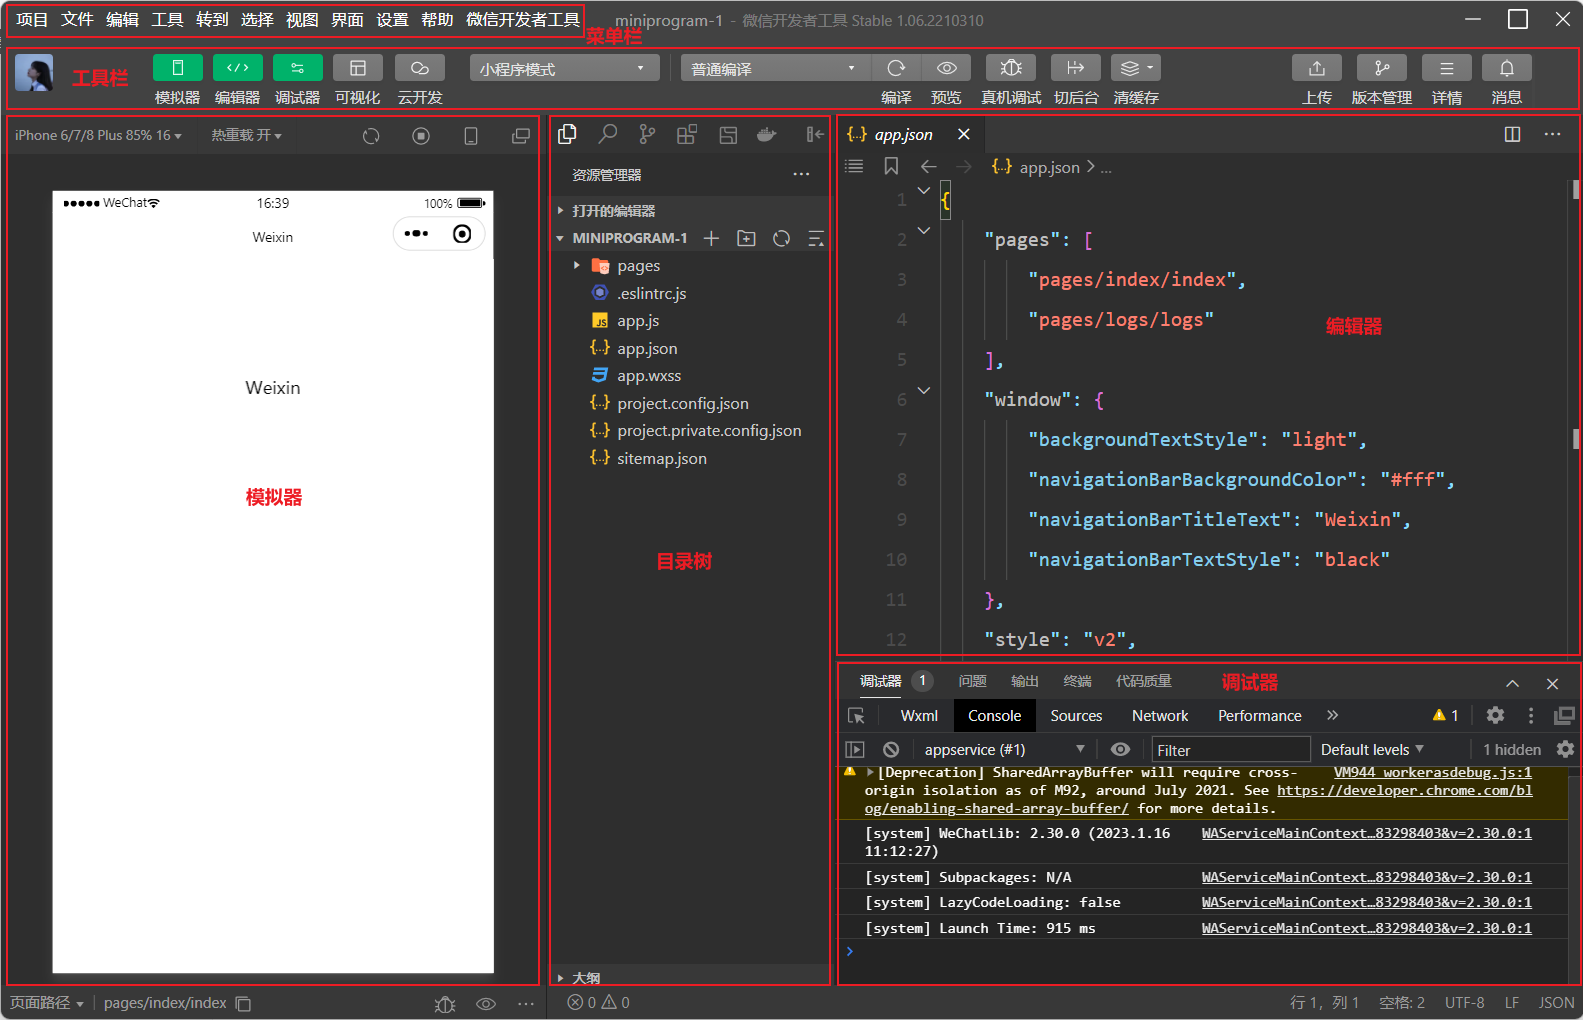 项目 文件 编辑 工具 转到 选择 视图 界面 设置 帮助 微信开发者工具 miniprogram-1 - 微信开发者工具 Stable 1.06.2210310
菜单栏
工具栏
模拟器 编辑器 调试器 可视化 云开发
小程序模式
普通编译
编译 预览 真机调试 切后台 清缓存
上传 版本管理 详情 消息
iPhone 6/7/8 Plus 85% 16 热重载 开
WeChat 16:39 100%
Weixin
Weixin
模拟器
资源管理器
打开的编辑器
MINIPROGRAM-1
pages
.eslintrc.js
app.js
app.json
app.wxss
project.config.json
project.private.config.json
sitemap.json
目录树
大纲
app.json
app.json > ...
1 {
2 "pages": [
3 "pages/index/index",
4 "pages/logs/logs"
5 ],
6 "window": {
7 "backgroundTextStyle": "light",
8 "navigationBarBackgroundColor": "#fff",
9 "navigationBarTitleText": "Weixin",
10 "navigationBarTextStyle": "black"
11 },
12 "style": "v2",
编辑器
调试器 1 问题 输出 终端 代码质量
调试器
Wxml Console Sources Network Performance » 1
appservice (#1) Filter Default levels 1 hidden
[Deprecation] SharedArrayBuffer will require cross- VM944 workerasdebug.js:1
origin isolation as of M92, around July 2021. See https://developer.chrome.com/bl
og/enabling-shared-array-buffer/ for more details.
[system] WeChatLib: 2.30.0 (2023.1.16 WAServiceMainContext…83298403&v=2.30.0:1
11:12:27)
[system] Subpackages: N/A WAServiceMainContext…83298403&v=2.30.0:1
[system] LazyCodeLoading: false WAServiceMainContext…83298403&v=2.30.0:1
[system] Launch Time: 915 ms WAServiceMainContext…83298403&v=2.30.0:1
页面路径 pages/index/index
0 0
行 1，列 1 空格: 2 UTF-8 LF JSON